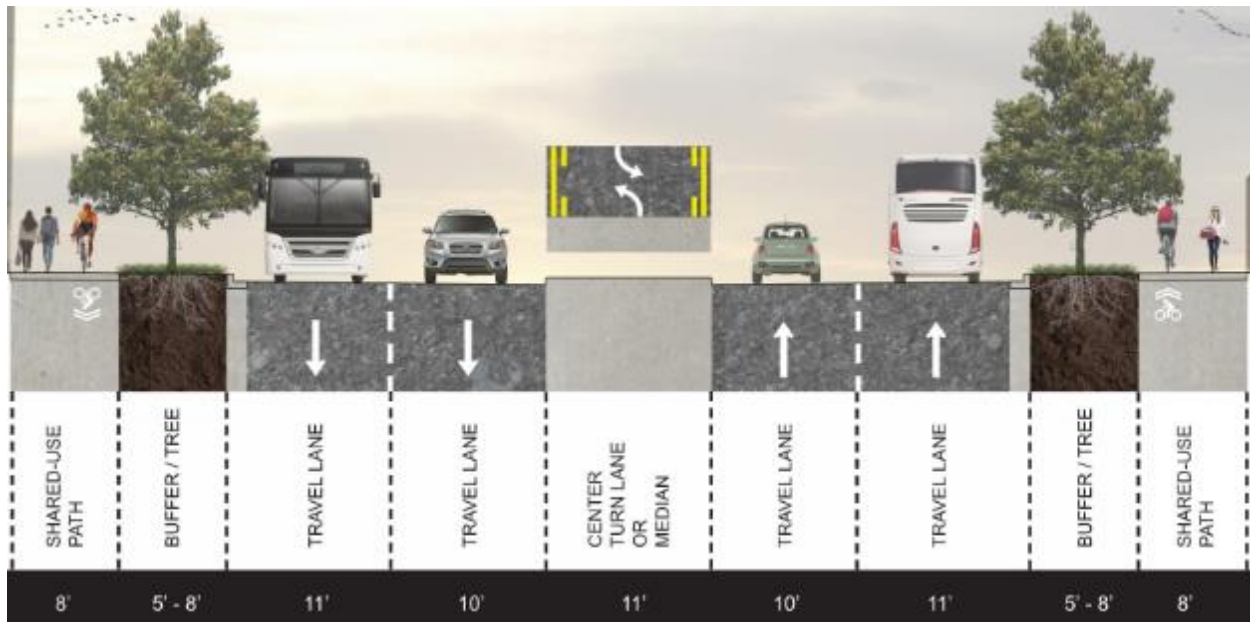 SHARED-USE
PATH
BUFFER / TREE
TRAVEL LANE
TRAVEL LANE
CENTER
TURN LANE
OR
MEDIAN
TRAVEL LANE
TRAVEL LANE
BUFFER / TREE
SHARED-USE
PATH
8'
5' - 8'
11'
10'
11'
10'
11'
5' - 8'
8'